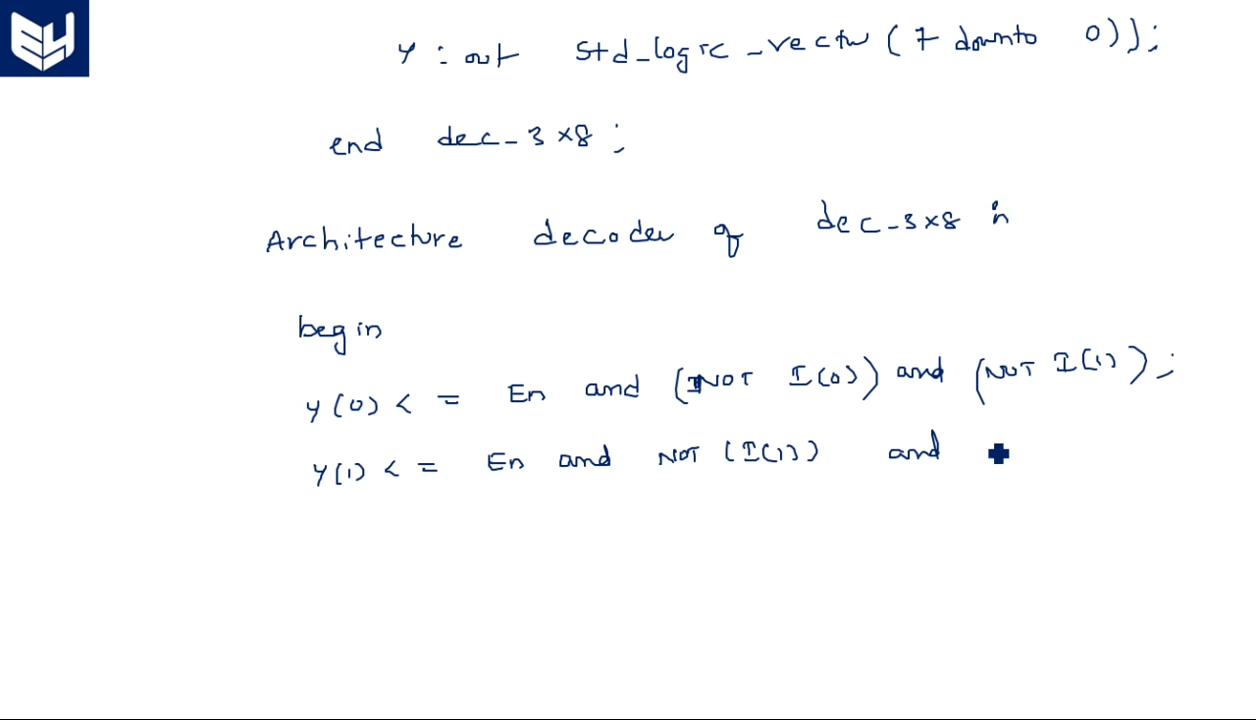 Y : out std_logic_vector (7 downto 0));
end dec_3x8 ;
Architecture decoder of dec_3x8 is
begin
Y(0) <= En and (NOT I(0)) and (NOT I(1));
Y(1) <= En and NOT (I(1)) and